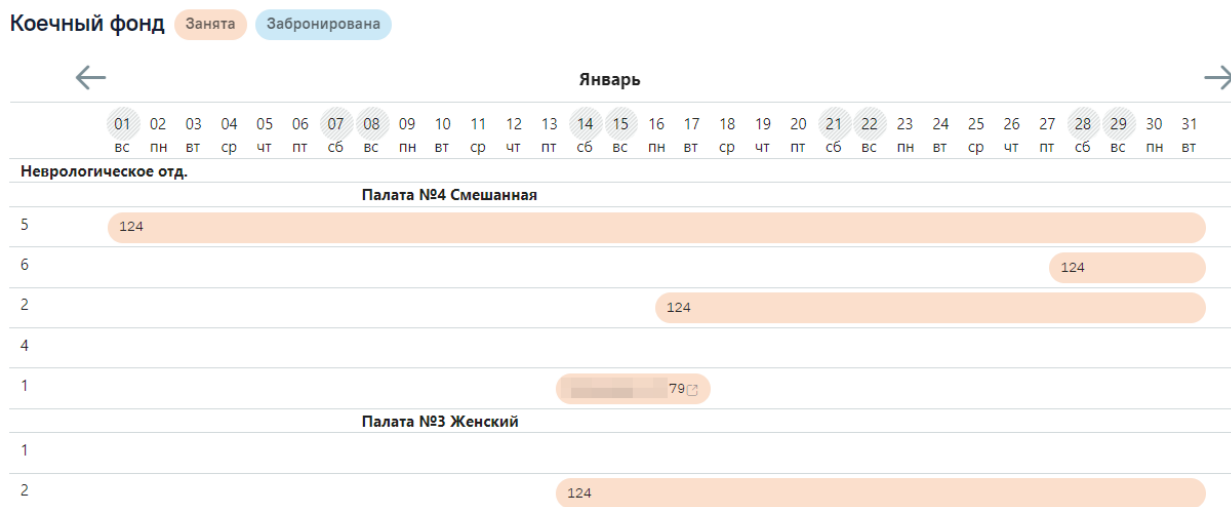 Коечный фонд Занята Забронирована
Январь
01 02 03 04 05 06 07 08 09 10 11 12 13 14 15 16 17 18 19 20 21 22 23 24 25 26 27 28 29 30 31
вс пн вт ср чт пт сб вс пн вт ср чт пт сб вс пн вт ср чт пт сб вс пн вт ср чт пт сб вс пн вт
Неврологическое отд.
Палата №4 Смешанная
5 124
6 124
2 124
4
1 79
Палата №3 Женский
1
2 124